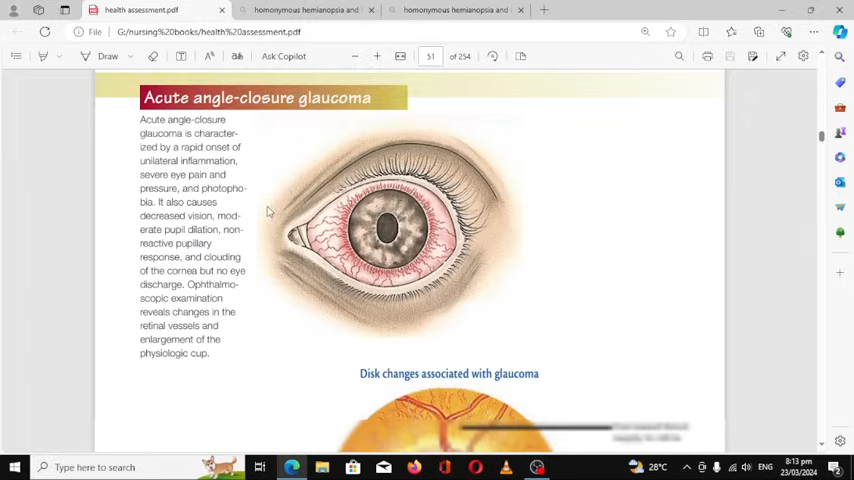 health assessment.pdf
homonymous hemianopsia and
homonymous hemianopsia and
File
G:/nursing%20books/health%20assessment.pdf
Draw
Ask Copilot
51 of 254
Acute angle-closure glaucoma
Acute angle-closure
glaucoma is character-
ized by a rapid onset of
unilateral inflammation,
severe eye pain and
pressure, and photopho-
bia. It also causes
decreased vision, mod-
erate pupil dilation, non-
reactive pupillary
response, and clouding
of the cornea but no eye
discharge. Ophthalmo-
scopic examination
reveals changes in the
retinal vessels and
enlargement of the
physiologic cup.
Disk changes associated with glaucoma
Type here to search
28°C
ENG
8:13 pm
23/03/2024